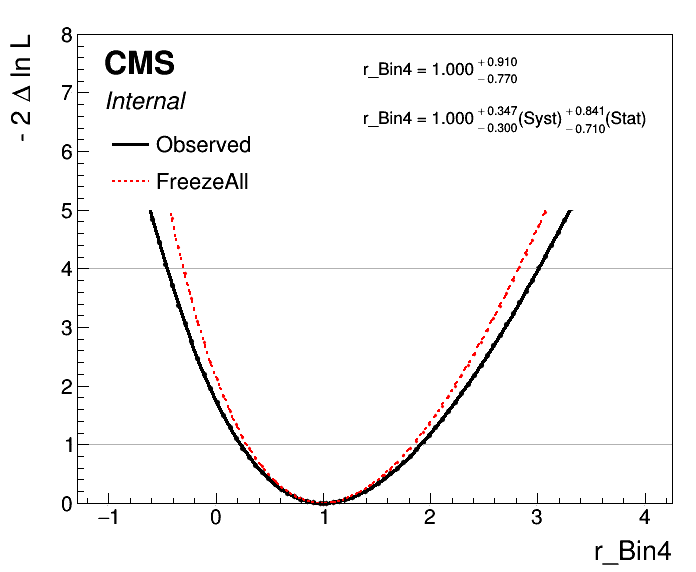 - 2 Δ ln L
8
7
6
5
4
3
2
1
0
CMS
Internal
Observed
FreezeAll
r_Bin4 = 1.000 +0.910 −0.770
r_Bin4 = 1.000 +0.347 −0.300 (Syst) +0.841 −0.710 (Stat)
−1 0 1 2 3 4
r_Bin4